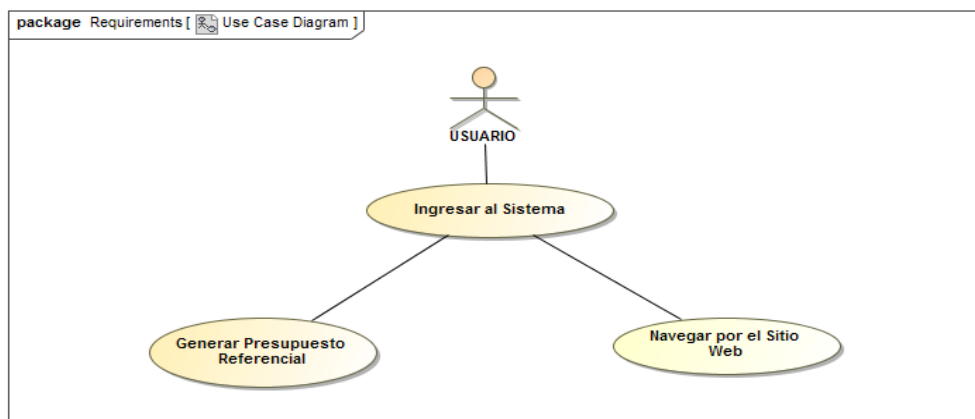 package Requirements [ Use Case Diagram ]
USUARIO
Ingresar al Sistema
Generar Presupuesto
Referencial
Navegar por el Sitio
Web